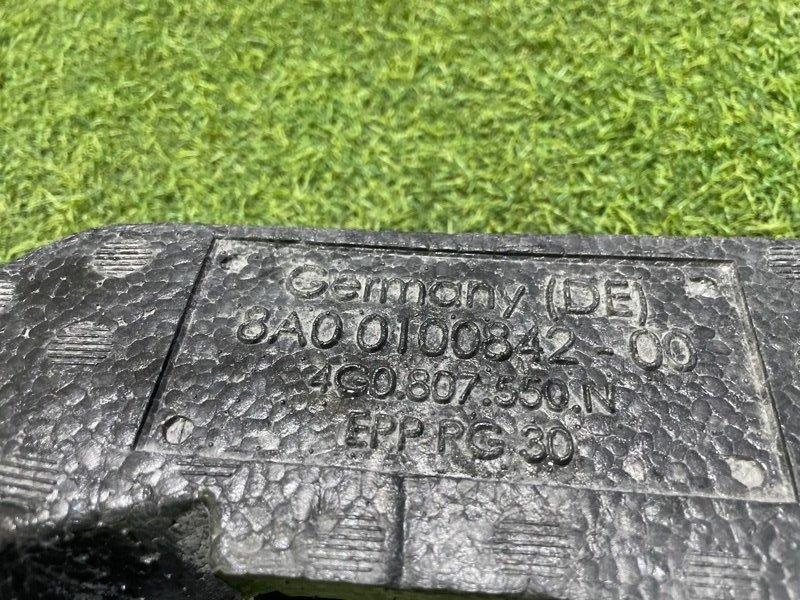 Germany (DE)
8A0 0100842-00
4G0.807.550.N
EPP RG 30